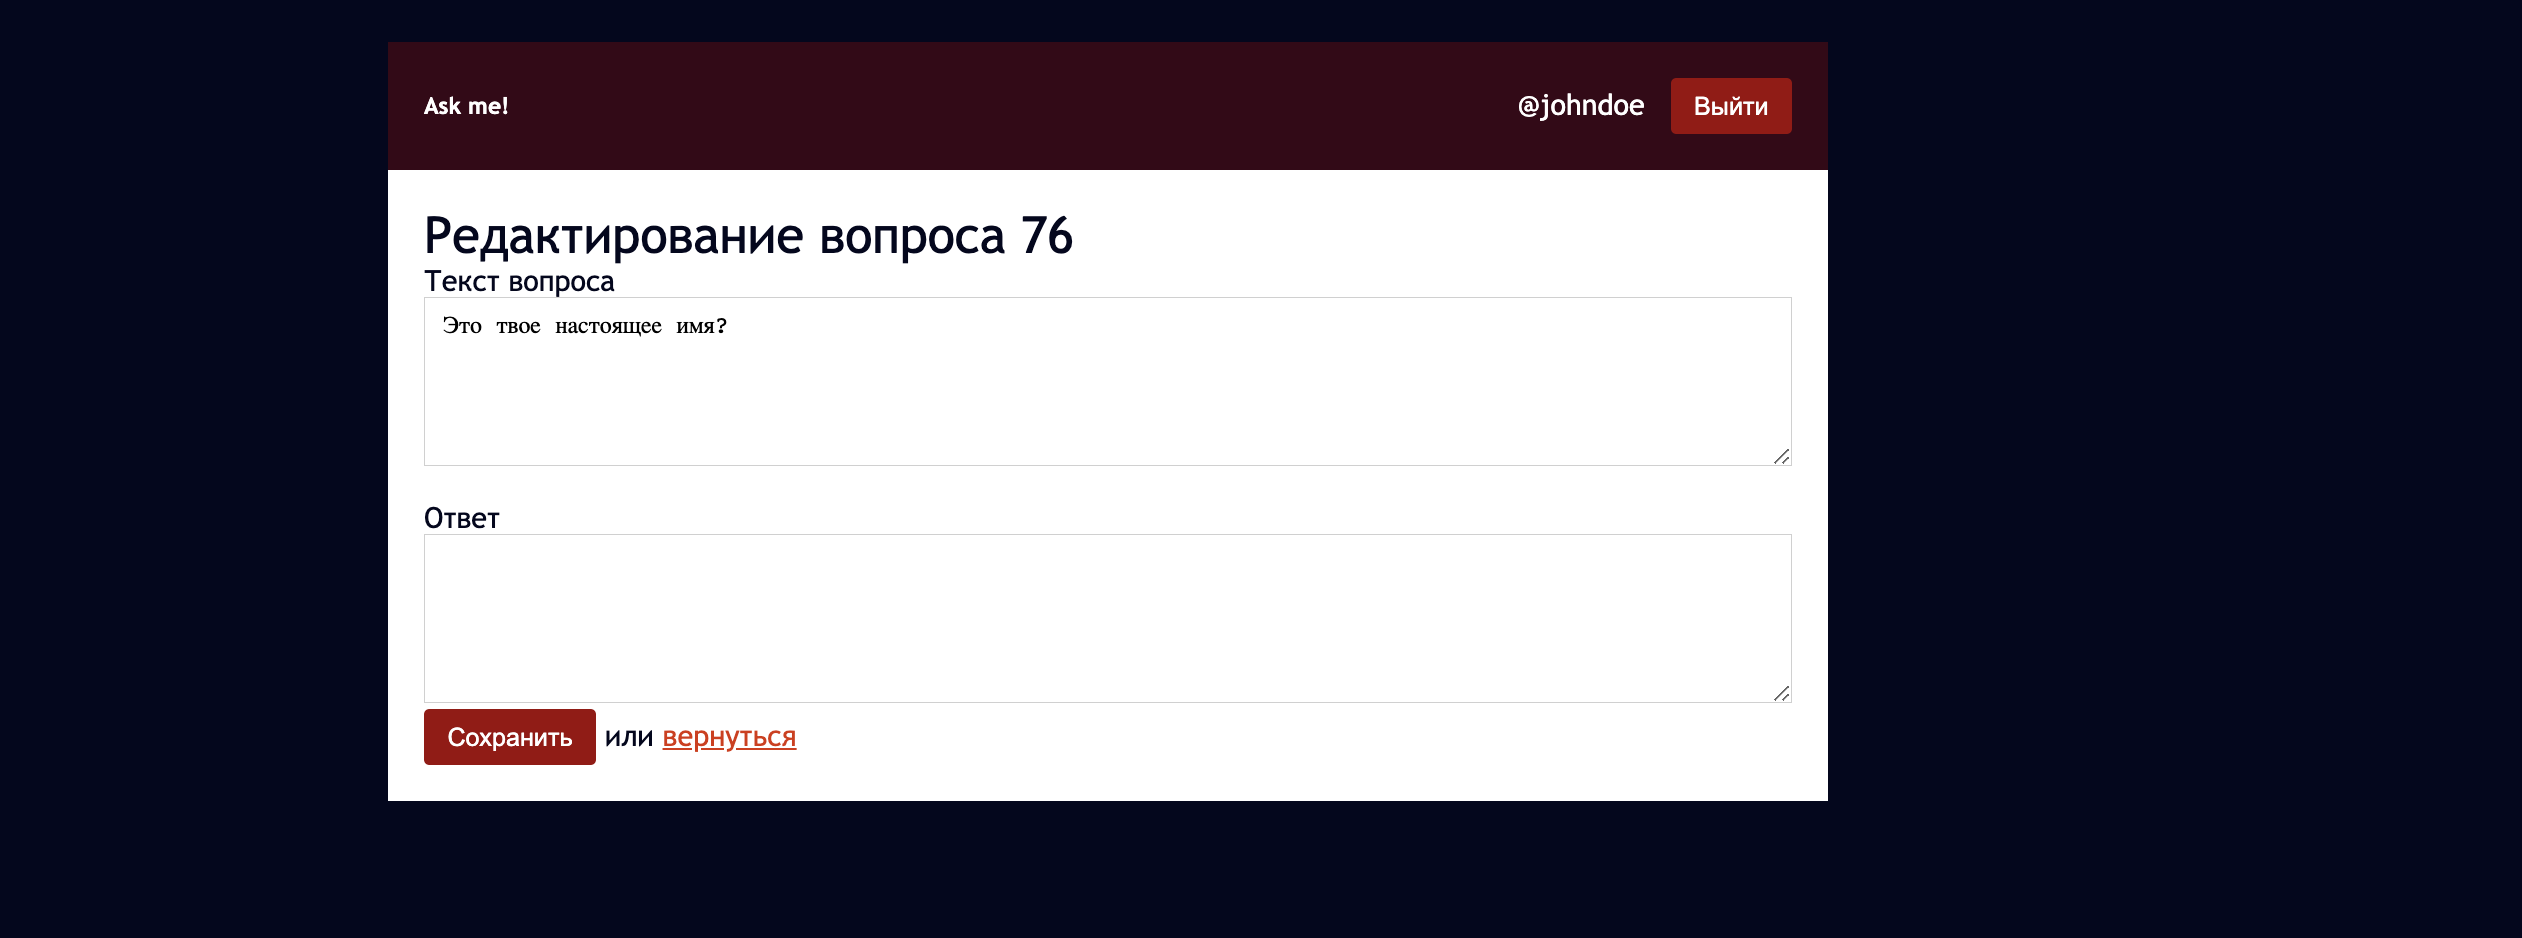 Ask me!
@johndoe
Выйти
Редактирование вопроса 76
Текст вопроса
Это твое настоящее имя?
Ответ
Сохранить или вернуться